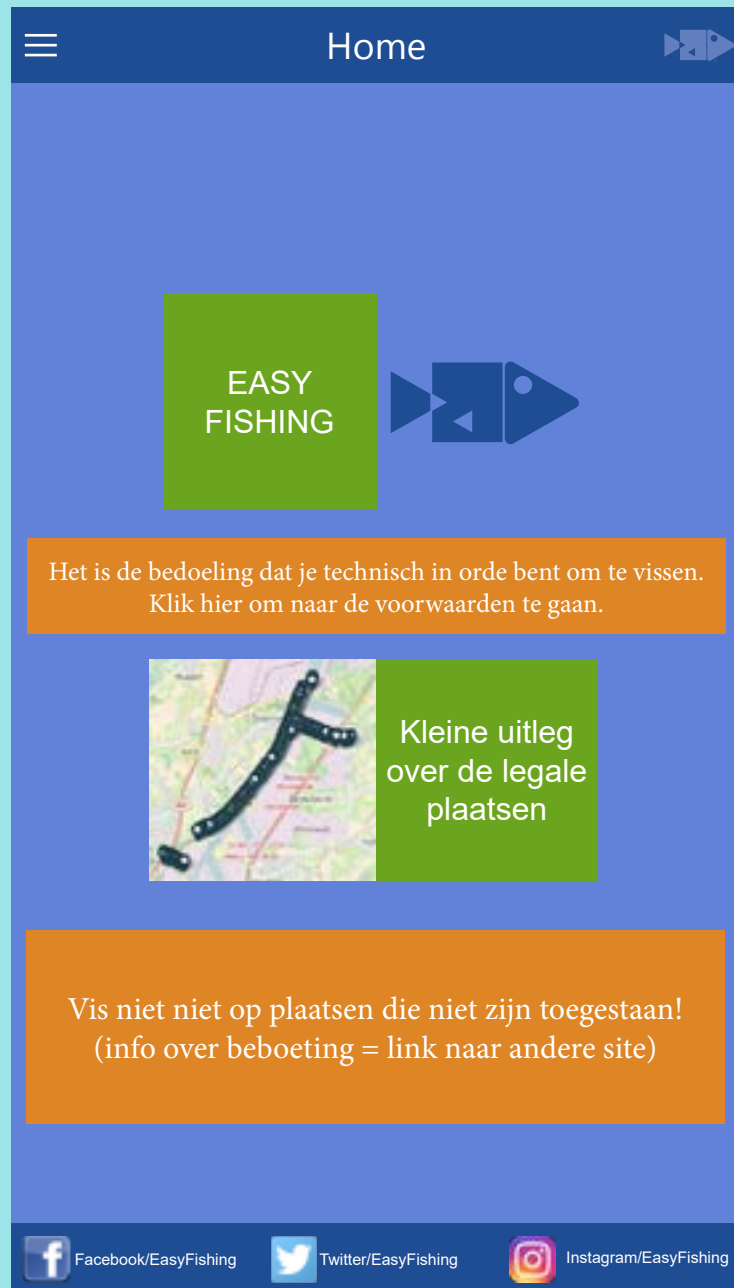 Home
EASY
FISHING
Het is de bedoeling dat je technisch in orde bent om te vissen.
Klik hier om naar de voorwaarden te gaan.
Kleine uitleg
over de legale
plaatsen
Vis niet niet op plaatsen die niet zijn toegestaan!
(info over beboeting = link naar andere site)
Facebook/EasyFishing
Twitter/EasyFishing
Instagram/EasyFishing